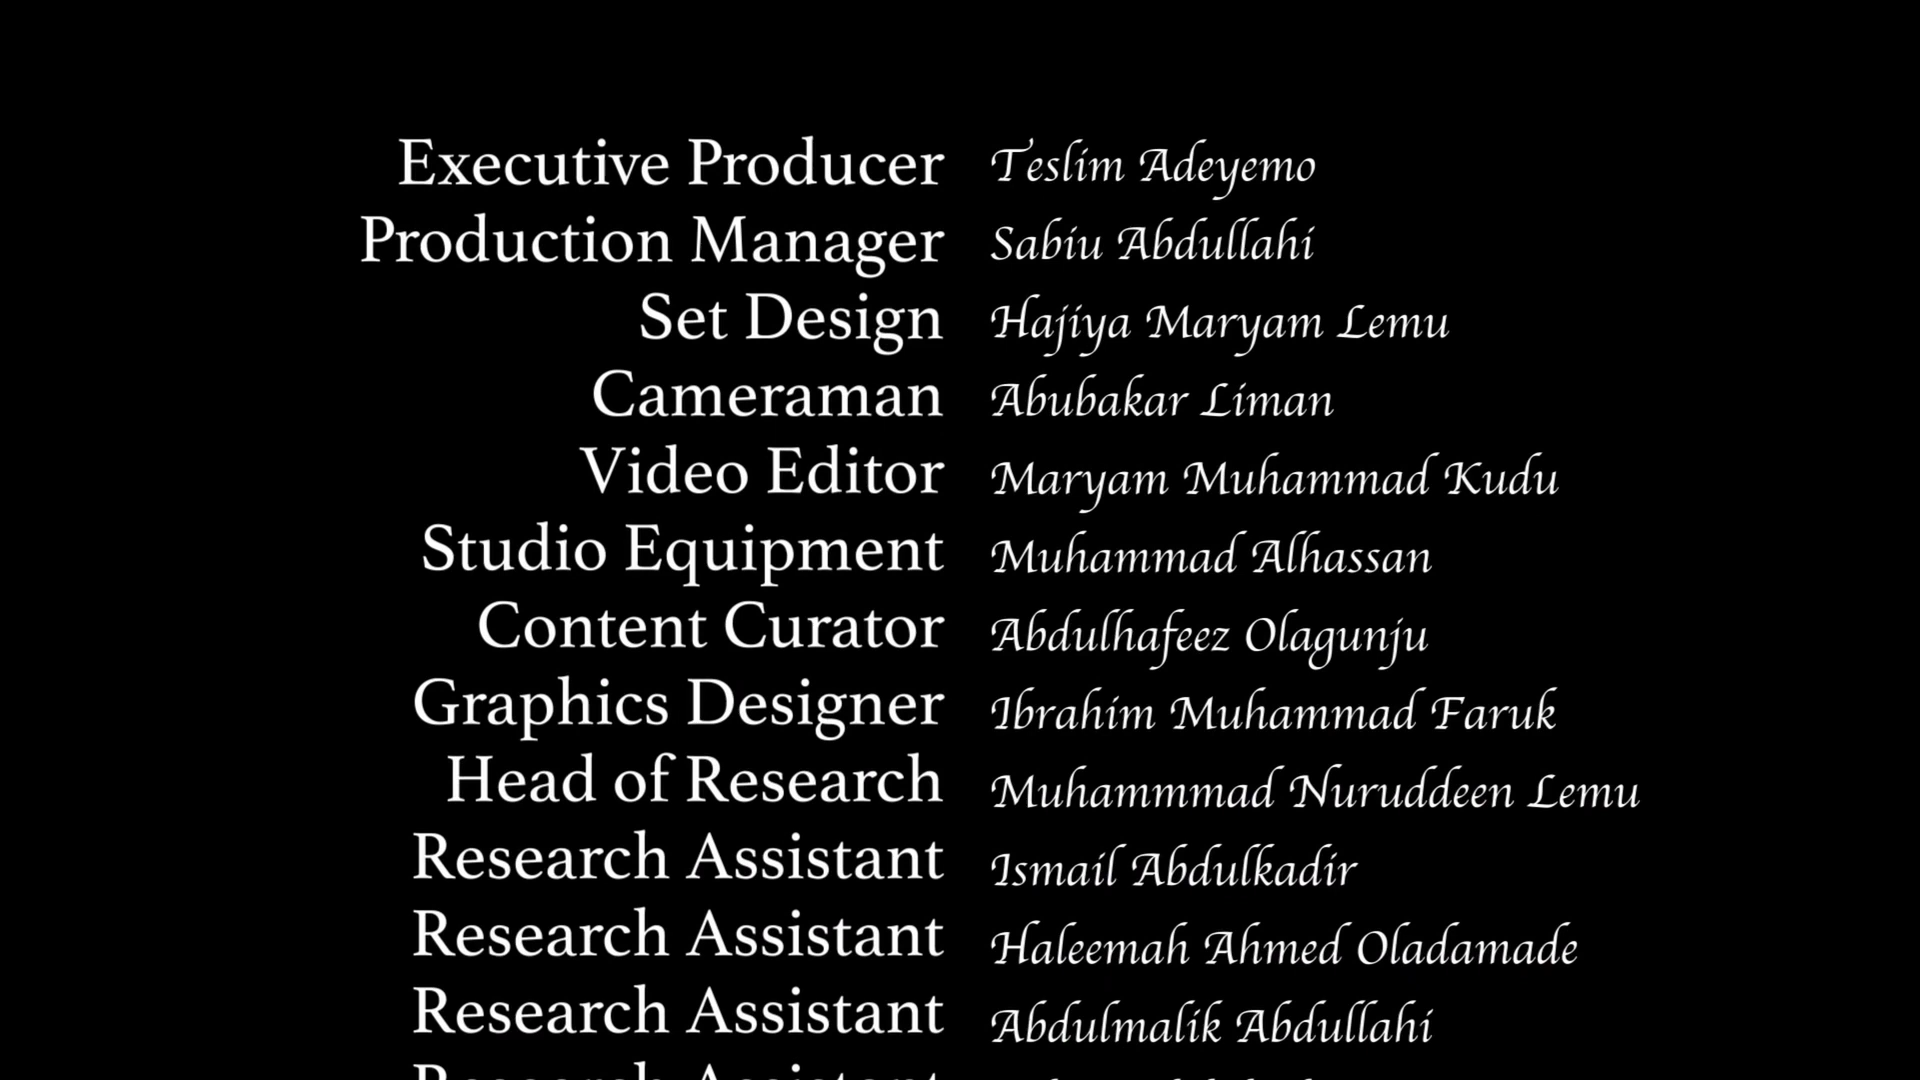 Executive Producer Teslim Adeyemo
Production Manager Sabiu Abdullahi
Set Design Hajiya Maryam Lemu
Cameraman Abubakar Liman
Video Editor Maryam Muhammad Kudu
Studio Equipment Muhammad Alhassan
Content Curator Abdulhafeez Olagunju
Graphics Designer Ibrahim Muhammad Faruk
Head of Research Muhammmad Nuruddeen Lemu
Research Assistant Ismail Abdulkadir
Research Assistant Haleemah Ahmed Oladamade
Research Assistant Abdulmalik Abdullahi
Research Assistant